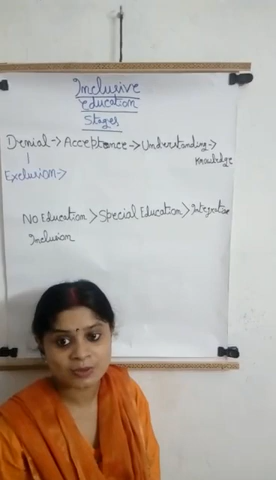 Inclusive
Education
Stages
Denial → Acceptance → Understanding →
Knowledge
Exclusion →
No Education > Special Education > Integration
Inclusion